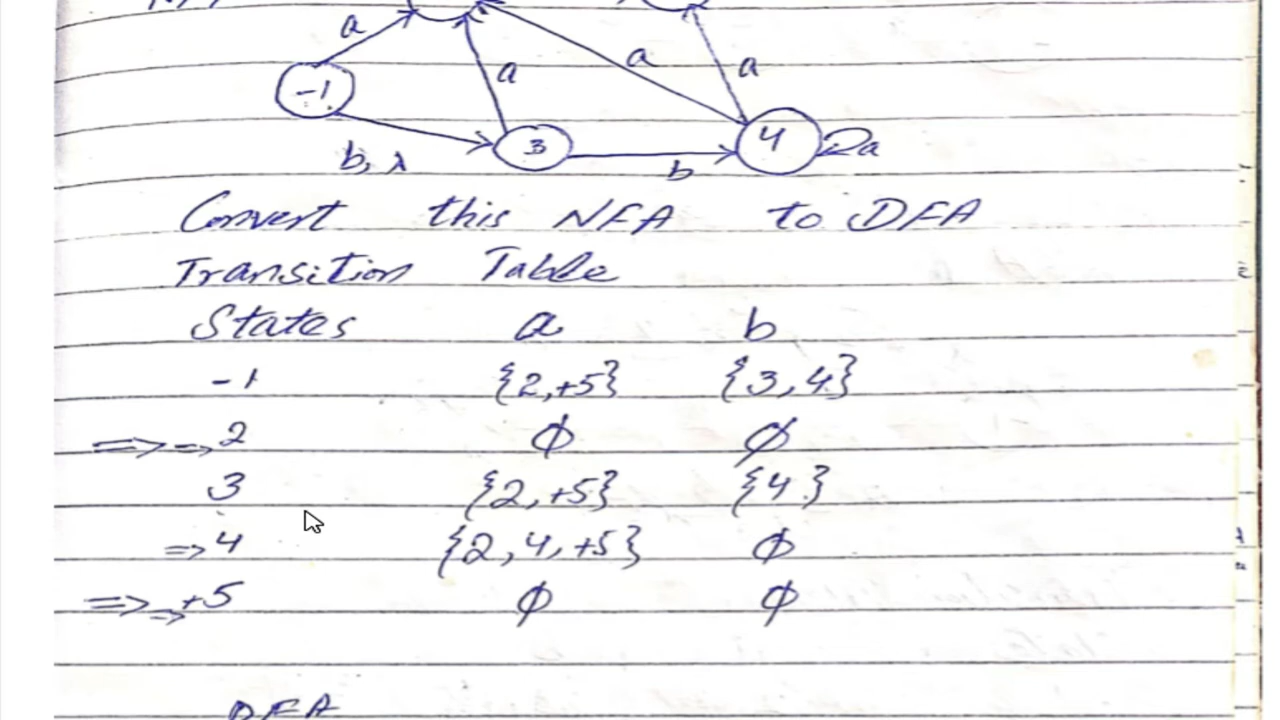 a
a
a
a
-1
3
4
a
b, λ
b
Convert this NFA to DFA
Transition Table
States a b
-1 {2,+5} {3,4}
=> => 2 ϕ ϕ
3 {2,+5} {4}
=> 4 {2,4,+5} ϕ
=> => +5 ϕ ϕ
DFA